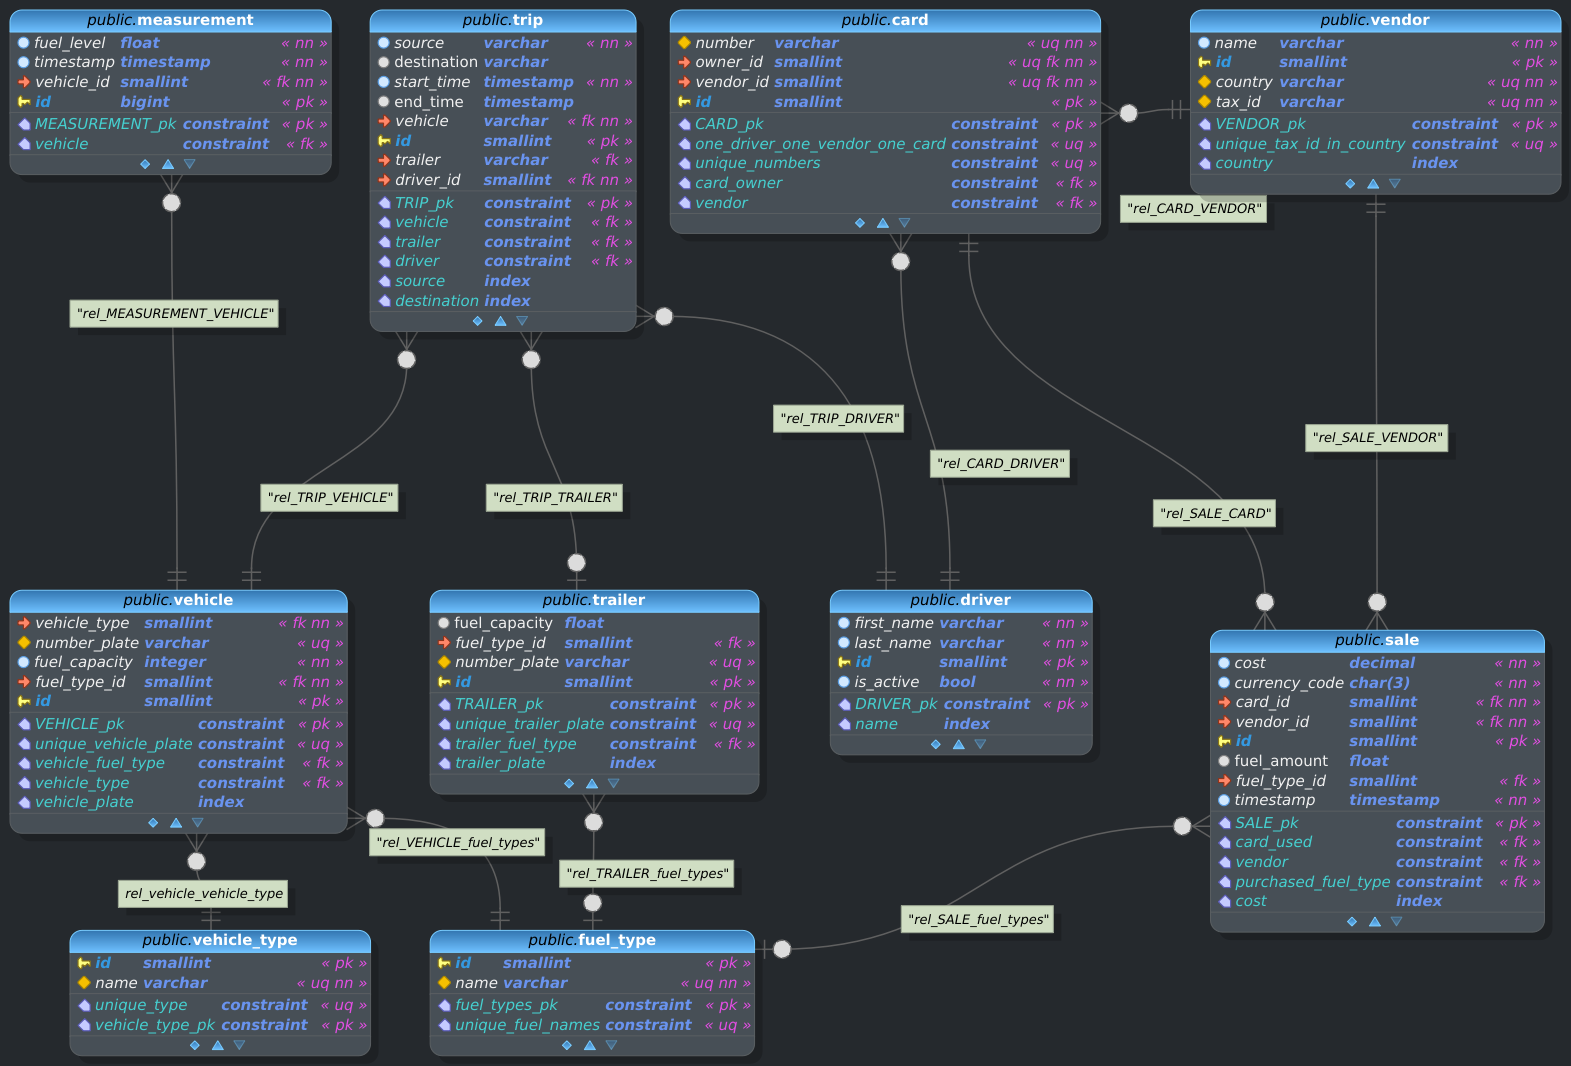 public.measurement
fuel_level float « nn »
timestamp timestamp « nn »
vehicle_id smallint « fk nn »
id bigint « pk »
MEASUREMENT_pk constraint « pk »
vehicle constraint « fk »
public.trip
source varchar « nn »
destination varchar
start_time timestamp « nn »
end_time timestamp
vehicle varchar « fk nn »
id smallint « pk »
trailer varchar « fk »
driver_id smallint « fk nn »
TRIP_pk constraint « pk »
vehicle constraint « fk »
trailer constraint « fk »
driver constraint « fk »
source index
destination index
public.card
number varchar « uq nn »
owner_id smallint « uq fk nn »
vendor_id smallint « uq fk nn »
id smallint « pk »
CARD_pk constraint « pk »
one_driver_one_vendor_one_card constraint « uq »
unique_numbers constraint « uq »
card_owner constraint « fk »
vendor constraint « fk »
public.vendor
name varchar « nn »
id smallint « pk »
country varchar « uq nn »
tax_id varchar « uq nn »
VENDOR_pk constraint « pk »
unique_tax_id_in_country constraint « uq »
country index
"rel_CARD_VENDOR"
"rel_MEASUREMENT_VEHICLE"
"rel_TRIP_DRIVER"
"rel_SALE_VENDOR"
"rel_CARD_DRIVER"
"rel_TRIP_VEHICLE"
"rel_TRIP_TRAILER"
"rel_SALE_CARD"
public.vehicle
vehicle_type smallint « fk nn »
number_plate varchar « uq »
fuel_capacity integer « nn »
fuel_type_id smallint « fk nn »
id smallint « pk »
VEHICLE_pk constraint « pk »
unique_vehicle_plate constraint « uq »
vehicle_fuel_type constraint « fk »
vehicle_type constraint « fk »
vehicle_plate index
public.trailer
fuel_capacity float
fuel_type_id smallint « fk »
number_plate varchar « uq »
id smallint « pk »
TRAILER_pk constraint « pk »
unique_trailer_plate constraint « uq »
trailer_fuel_type constraint « fk »
trailer_plate index
public.driver
first_name varchar « nn »
last_name varchar « nn »
id smallint « pk »
is_active bool « nn »
DRIVER_pk constraint « pk »
name index
public.sale
cost decimal « nn »
currency_code char(3) « nn »
card_id smallint « fk nn »
vendor_id smallint « fk nn »
id smallint « pk »
fuel_amount float
fuel_type_id smallint « fk »
timestamp timestamp « nn »
SALE_pk constraint « pk »
card_used constraint « fk »
vendor constraint « fk »
purchased_fuel_type constraint « fk »
cost index
"rel_VEHICLE_fuel_types"
"rel_TRAILER_fuel_types"
rel_vehicle_vehicle_type
"rel_SALE_fuel_types"
public.vehicle_type
id smallint « pk »
name varchar « uq nn »
unique_type constraint « uq »
vehicle_type_pk constraint « pk »
public.fuel_type
id smallint « pk »
name varchar « uq nn »
fuel_types_pk constraint « pk »
unique_fuel_names constraint « uq »